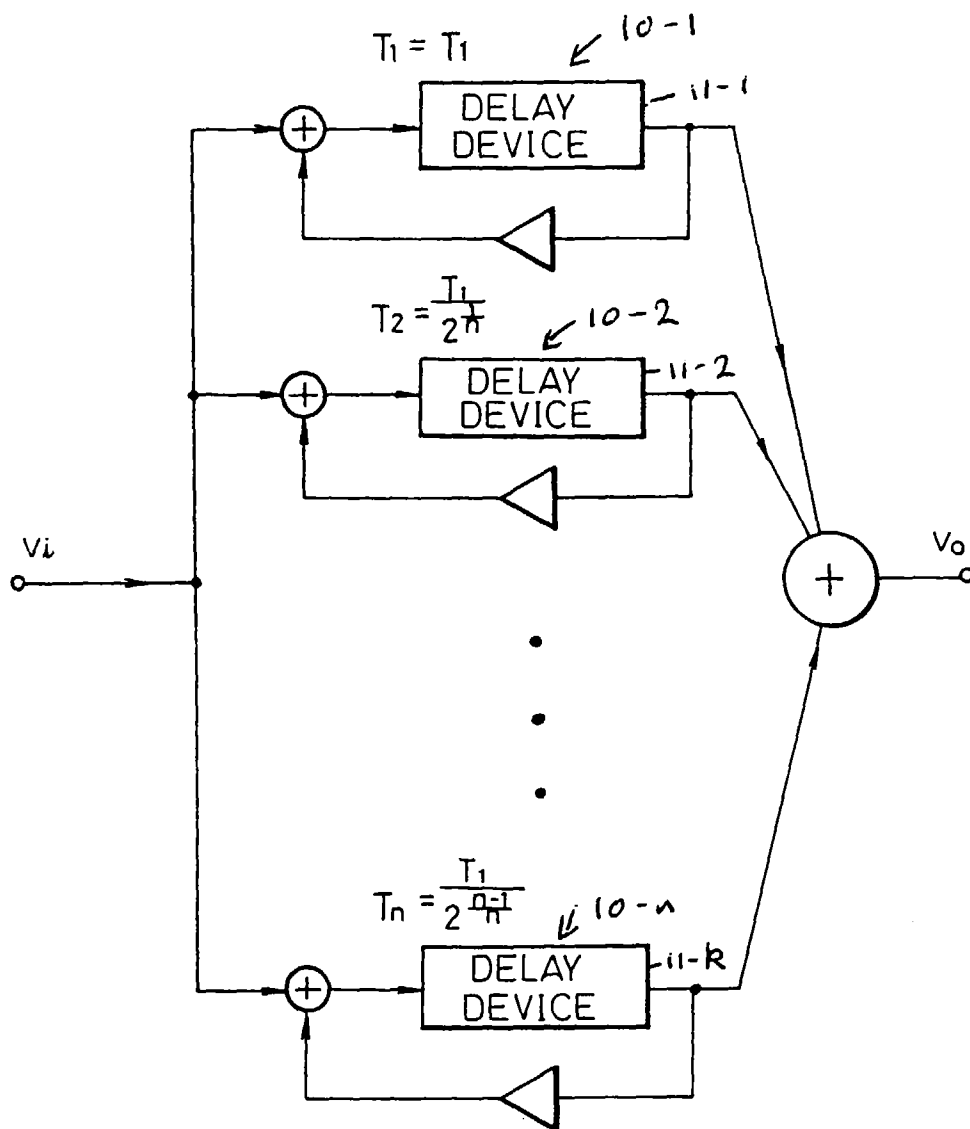 T1 = T1
10-1
DELAY DEVICE
11-1
T2 = T1 / 2^(1/n)
10-2
DELAY DEVICE
11-2
Vi
+
Vo
Tn = T1 / 2^((n-1)/n)
10-n
DELAY DEVICE
11-k